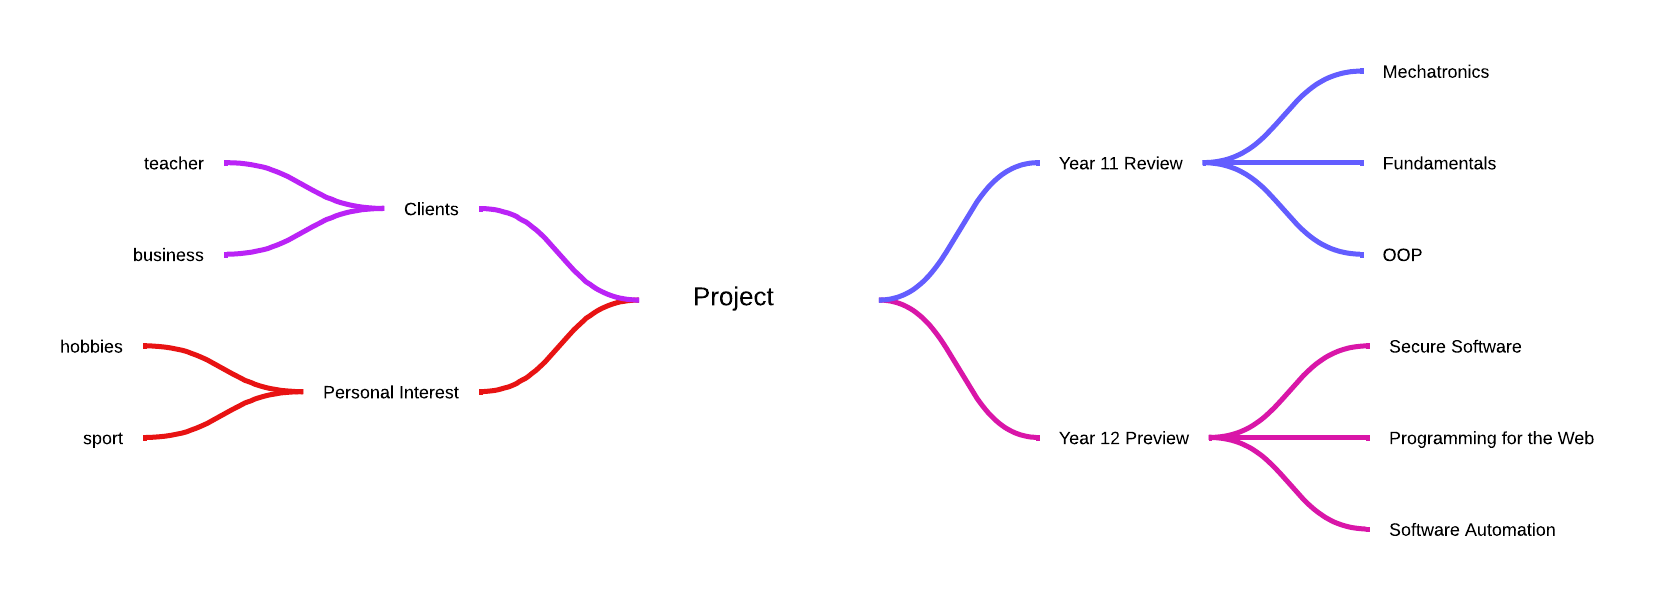 Project
Clients
teacher
business
Personal Interest
hobbies
sport
Year 11 Review
Mechatronics
Fundamentals
OOP
Year 12 Preview
Secure Software
Programming for the Web
Software Automation